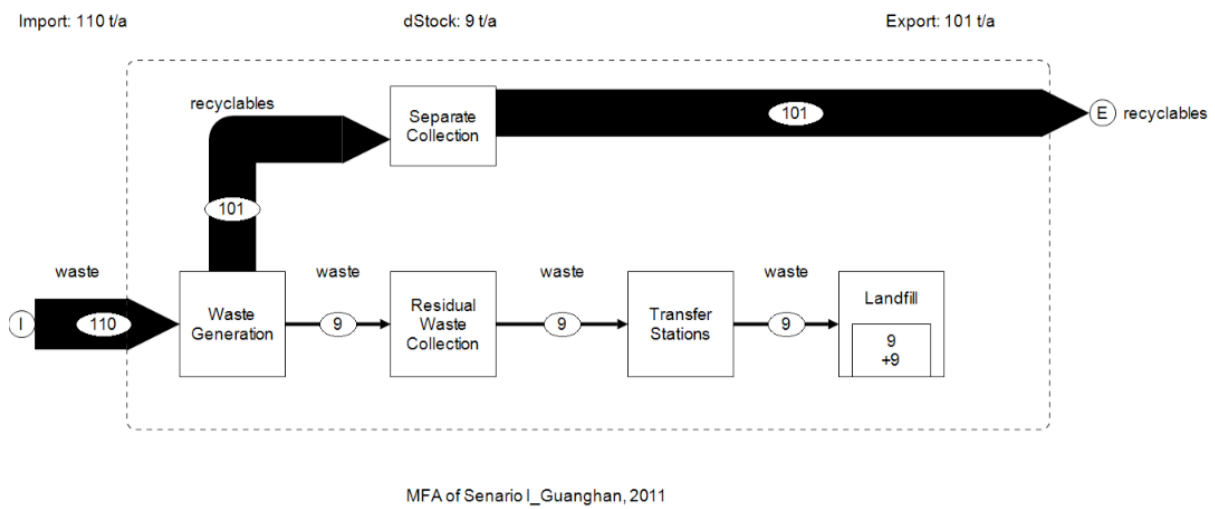 Import: 110 t/a
dStock: 9 t/a
Export: 101 t/a
recyclables
Separate
Collection
101
E
recyclables
101
waste
waste
waste
waste
I
110
Waste
Generation
9
Residual
Waste
Collection
9
Transfer
Stations
9
Landfill
9
+9
MFA of Senario I_Guanghan, 2011